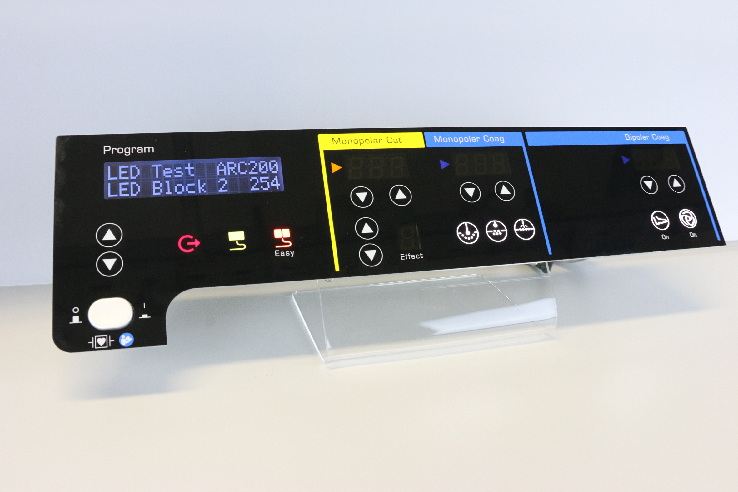 Program
LED Test ARC200
LED Block 2 254
Easy
Monopolar Cut
Effect
Monopolar Coag
Bipolar Coag
On
On